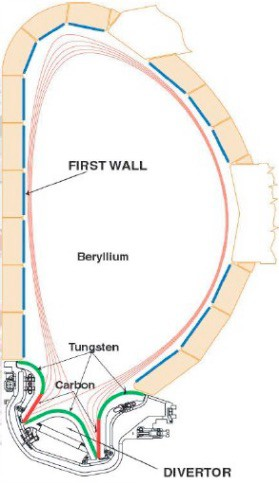 FIRST WALL
Beryllium
Tungsten
Carbon
DIVERTOR